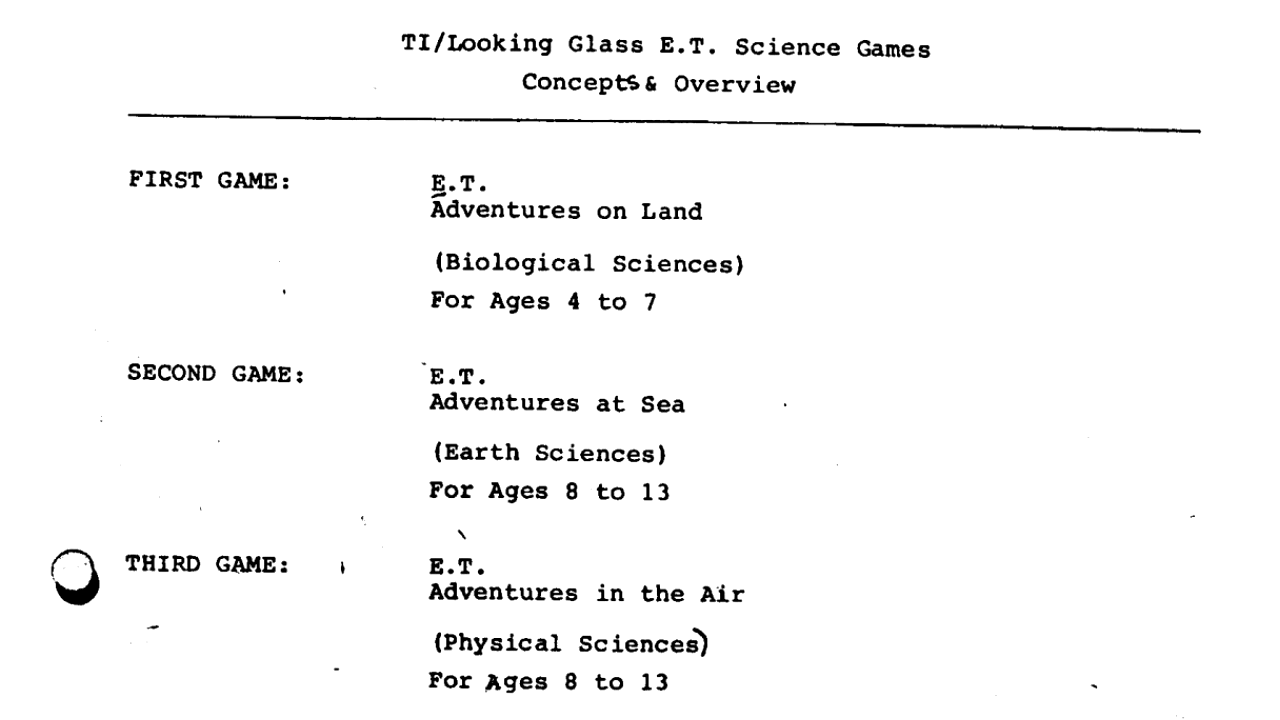 TI/Looking Glass E.T. Science Games
Concepts & Overview
FIRST GAME: E.T.
Adventures on Land
(Biological Sciences)
For Ages 4 to 7
SECOND GAME: E.T.
Adventures at Sea
(Earth Sciences)
For Ages 8 to 13
THIRD GAME: E.T.
Adventures in the Air
(Physical Sciences)
For Ages 8 to 13